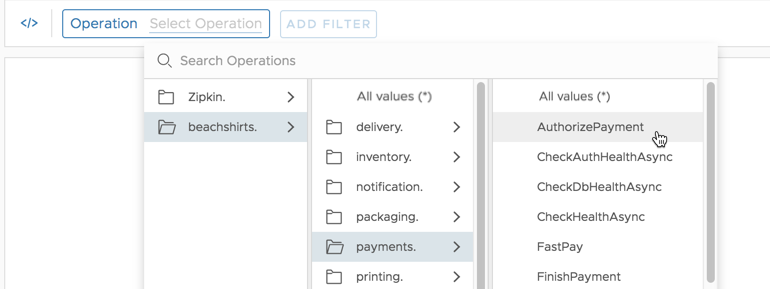 </>
Operation Select Operation
ADD FILTER
Search Operations
Zipkin.
beachshirts.
All values (*)
delivery.
inventory.
notification.
packaging.
payments.
printing.
All values (*)
AuthorizePayment
CheckAuthHealthAsync
CheckDbHealthAsync
CheckHealthAsync
FastPay
FinishPayment